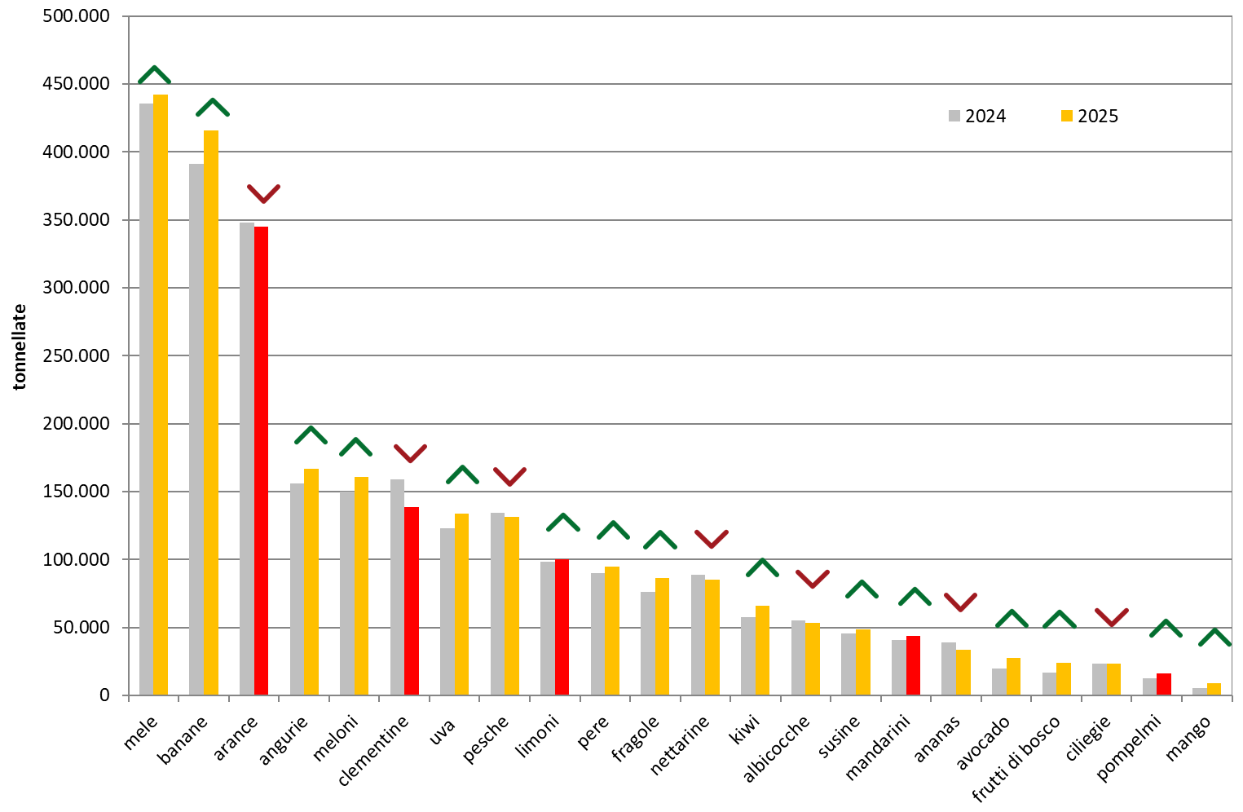 500.000
450.000
400.000
350.000
300.000
250.000
200.000
150.000
100.000
50.000
0
tonnellate
2024
2025
mele
banane
arance
angurie
meloni
clementine
uva
pesche
limoni
pere
fragole
nettarine
kiwi
albicocche
susine
mandarini
ananas
avocado
frutti di bosco
ciliegie
pompelmi
mango